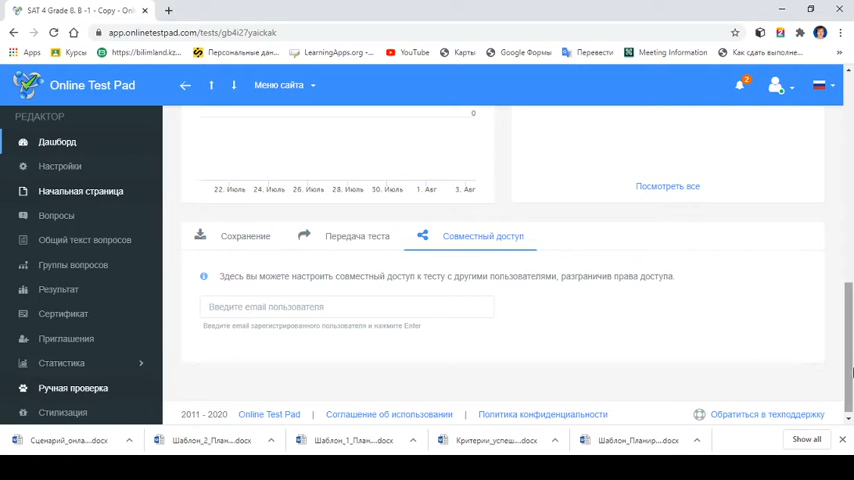 SAT 4 Grade 8. B -1 - Copy - Onlin
app.onlinetestpad.com/tests/gb4i27yaickak
Apps Курсы https://bilimland.kz... Персональные дан... LearningApps.org -... YouTube Карты Google Формы Перевести Meeting Information Как сдать выполне...
Online Test Pad Меню сайта 2
РЕДАКТОР
Дашборд
Настройки
Начальная страница
Вопросы
Общий текст вопросов
Группы вопросов
Результат
Сертификат
Приглашения
Статистика
Ручная проверка
Стилизация
0
22. Июль 24. Июль 26. Июль 28. Июль 30. Июль 1. Авг 3. Авг
Посмотреть все
Сохранение Передача теста Совместный доступ
Здесь вы можете настроить совместный доступ к тесту с другими пользователями, разграничив права доступа.
Введите email пользователя
Введите email зарегистрированного пользователя и нажмите Enter
2011 - 2020 Online Test Pad | Соглашение об использовании | Политика конфиденциальности Обратиться в техподдержку
Сценарий_онла....docx Шаблон_2_План....docx Шаблон_1_План....docx Критерии_успеш....docx Шаблон_Планир....docx Show all